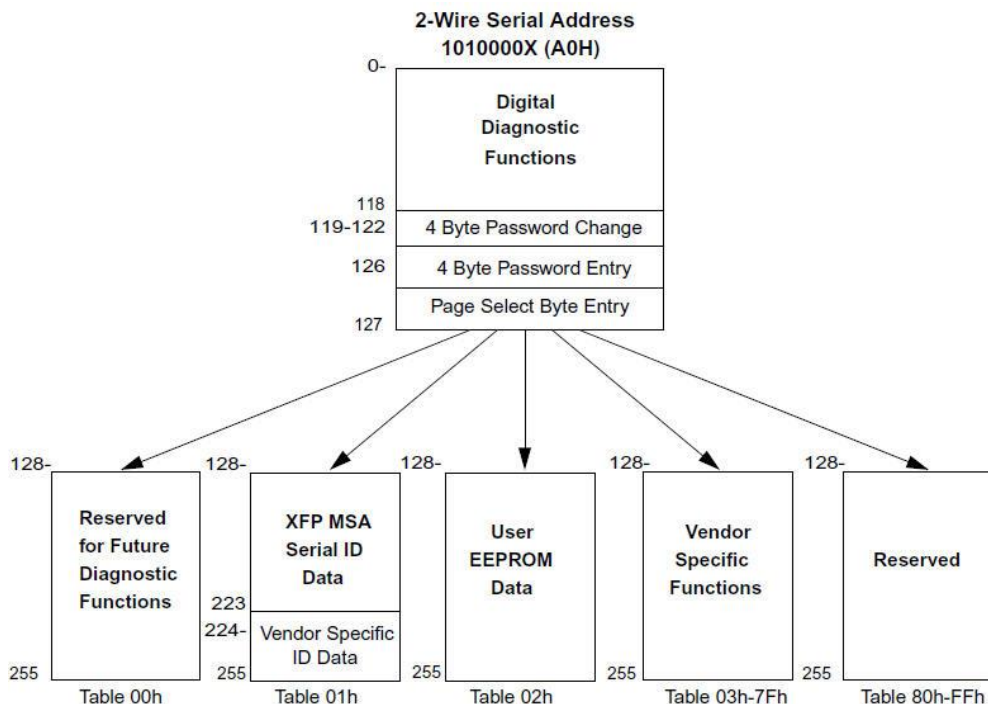 2-Wire Serial Address
1010000X (A0H)
0-
Digital
Diagnostic
Functions
118
119-122
4 Byte Password Change
126
4 Byte Password Entry
Page Select Byte Entry
127
128-
Reserved
for Future
Diagnostic
Functions
255
Table 00h
128-
XFP MSA
Serial ID
Data
223
224-
Vendor Specific
ID Data
255
Table 01h
128-
User
EEPROM
Data
255
Table 02h
128-
Vendor
Specific
Functions
255
Table 03h-7Fh
128-
Reserved
255
Table 80h-FFh